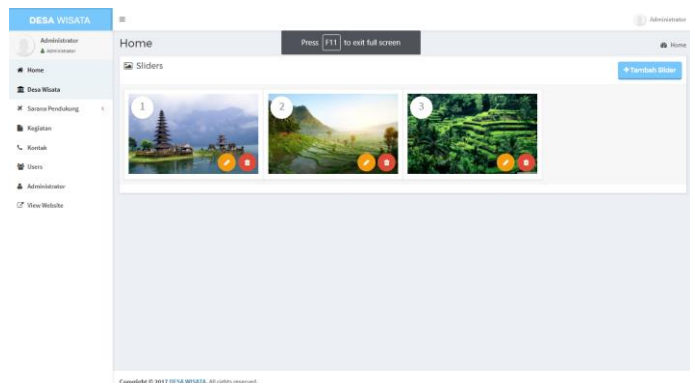 DESA WISATA
Administrator
Administrator
Administrator
Home
Press F11 to exit full screen
Home
Home
Sliders
+Tambah Slider
Desa Wisata
Sarana Pendukung
Kegiatan
Kontak
Users
Administrator
View Website
1
2
3
Copyright © 2017 DESA WISATA. All rights reserved.